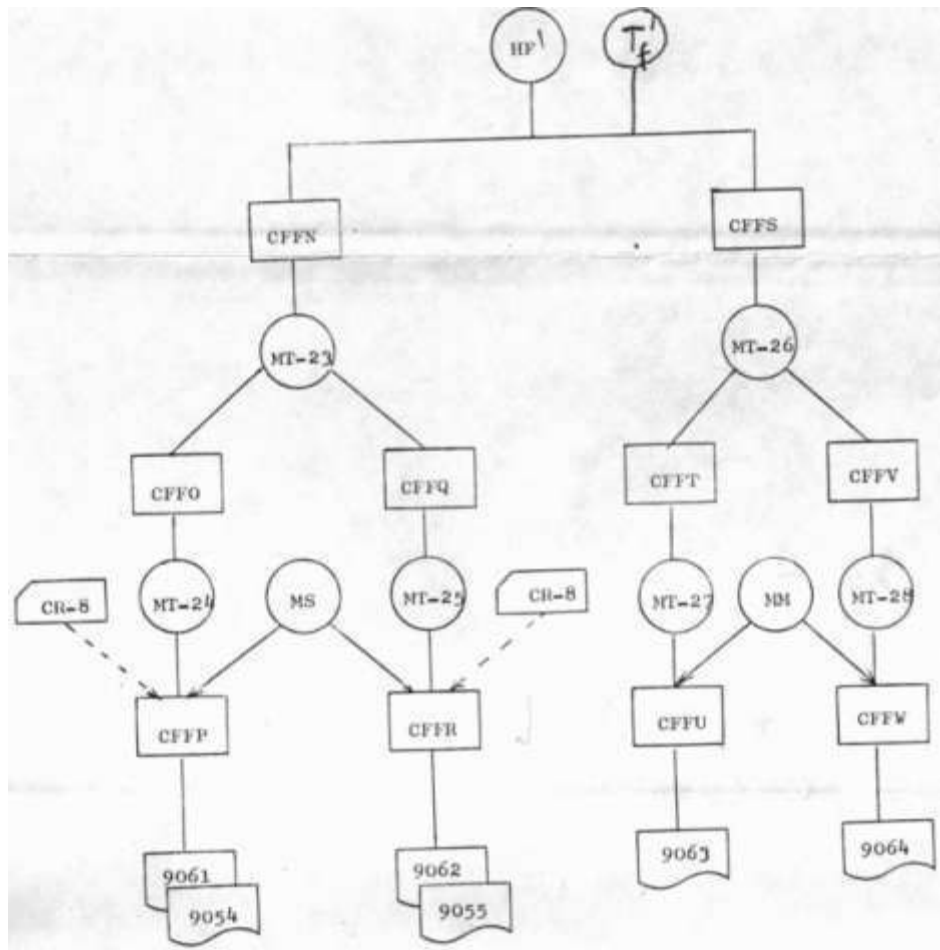 HF' Tf'
CFFN CFFS
MT-23 MT-26
CFFO CFFQ CFFT CFFV
CR-8 MT-24 MS MT-25 CR-8 MT-27 MM MT-28
CFFP CFFR CFFU CFFW
9061 9062 9063 9064
9054 9055